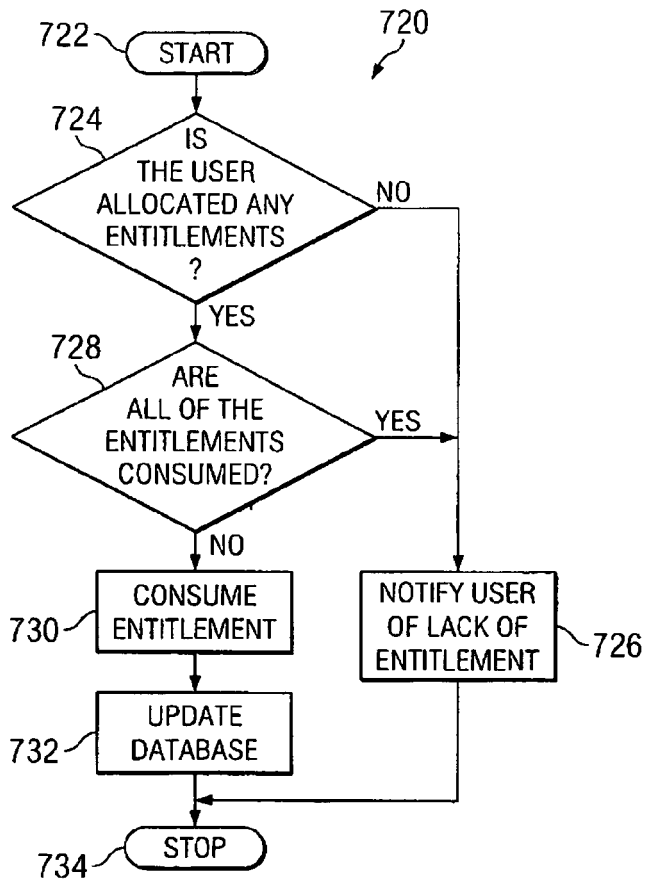 722
START
720
724
IS
THE USER
ALLOCATED ANY
ENTITLEMENTS
?
NO
YES
728
ARE
ALL OF THE
ENTITLEMENTS
CONSUMED?
YES
NO
730
CONSUME
ENTITLEMENT
NOTIFY USER
OF LACK OF
ENTITLEMENT
726
732
UPDATE
DATABASE
734
STOP